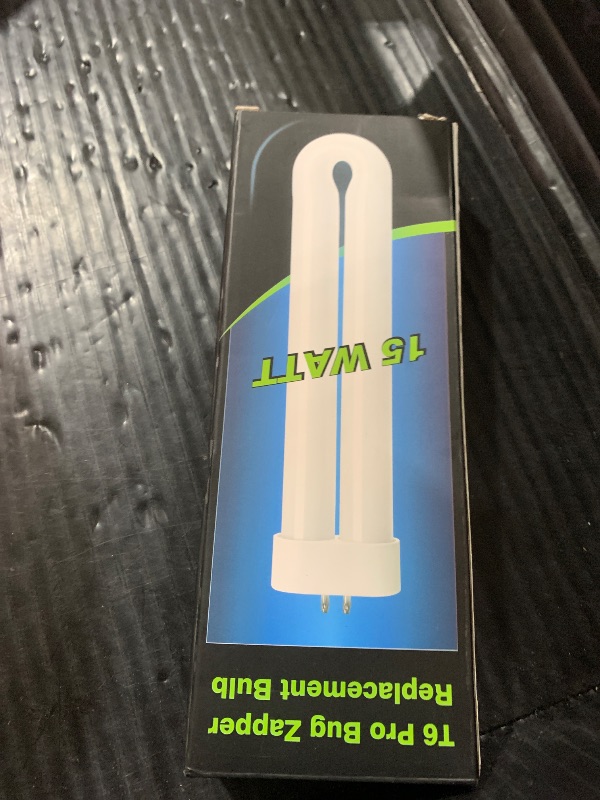 T6 Pro Bug Zapper
Replacement Bulb
15 WATT